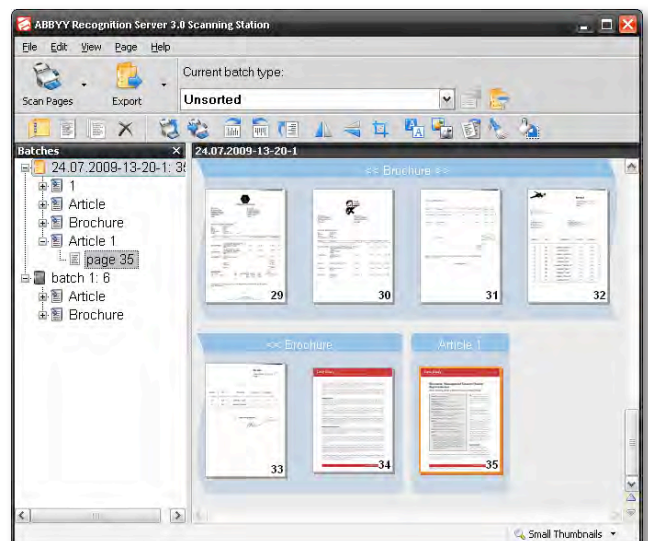 ABBYY Recognition Server 3.0 Scanning Station
File Edit View Page Help
Current batch type:
Scan Pages Export Unsorted
Batches 24.07.2009-13-20-1
24.07.2009-13-20-1: 35
1
Article
Brochure
Article 1
page 35
batch 1: 6
Article
Brochure
<< Brochure <<
29 30 31 32
<< Brochure Article 1
33 34 35
Small Thumbnails